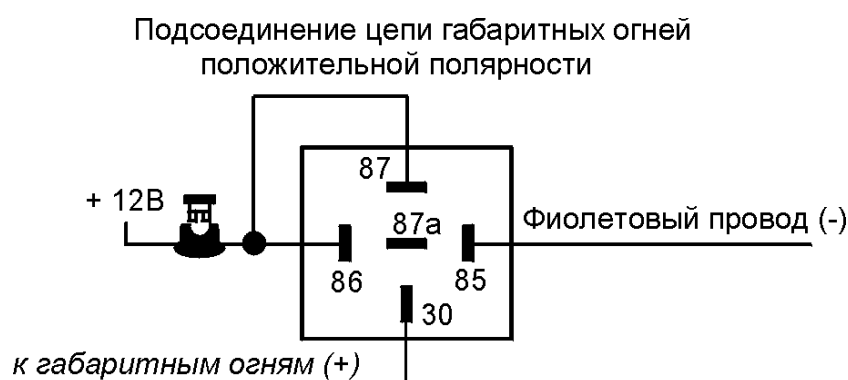 Подсоединение цепи габаритных огней
положительной полярности
87
+ 12В
87а
Фиолетовый провод (-)
86
85
30
к габаритным огням (+)